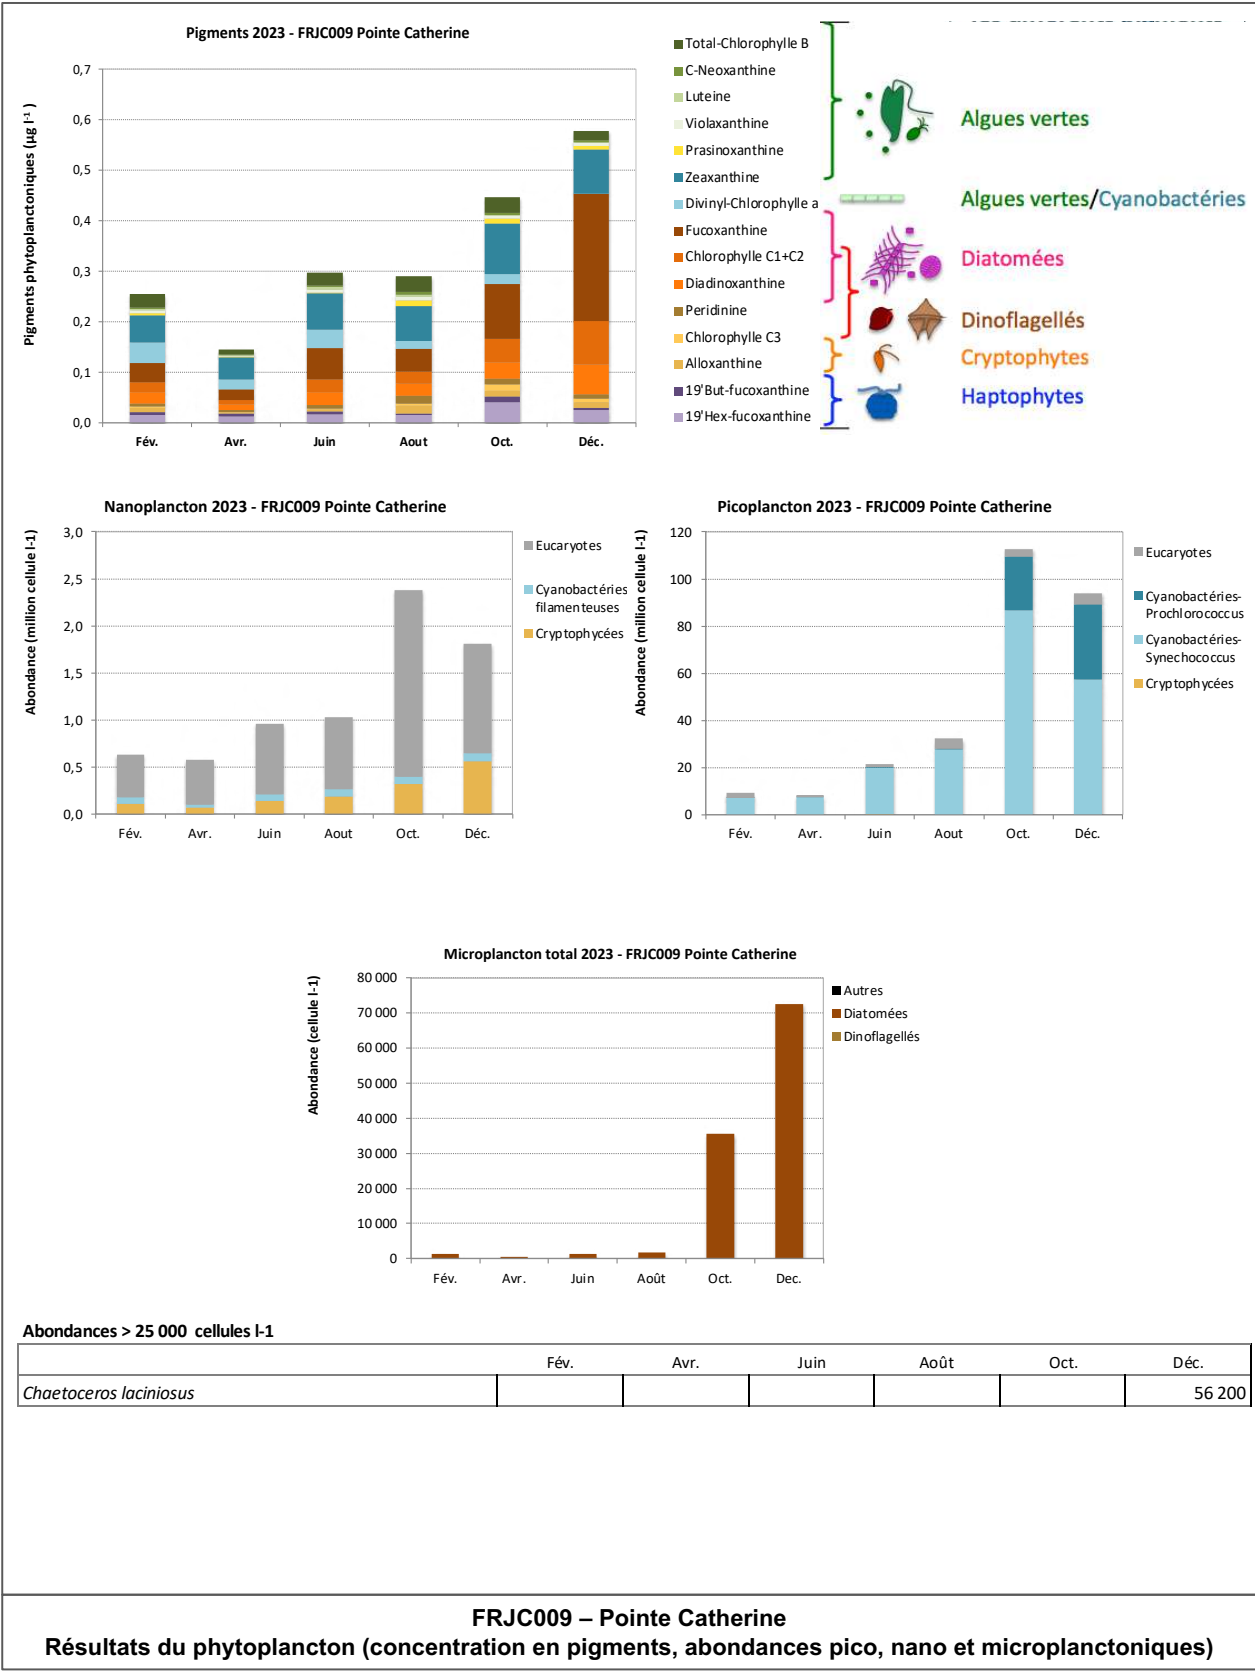 Pigments 2023 - FRJC009 Pointe Catherine
Pigments phytoplanctoniques (µg l-1)
0,7
0,6
0,5
0,4
0,3
0,2
0,1
0,0
Fév. Avr. Juin Aout Oct. Déc.
Total-Chlorophylle B
C-Neoxanthine
Luteine
Violaxanthine
Prasinoxanthine
Zeaxanthine
Divinyl-Chlorophylle a
Fucoxanthine
Chlorophylle C1+C2
Diadinoxanthine
Peridinine
Chlorophylle C3
Alloxanthine
19'But-fucoxanthine
19'Hex-fucoxanthine
Algues vertes
Algues vertes/Cyanobactéries
Diatomées
Dinoflagellés
Cryptophytes
Haptophytes
Nanoplancton 2023 - FRJC009 Pointe Catherine
Abondance (million cellule l-1)
3,0
2,5
2,0
1,5
1,0
0,5
0,0
Fév. Avr. Juin Aout Oct. Déc.
Eucaryotes
Cyanobactéries
filamenteuses
Cryptophycées
Picoplancton 2023 - FRJC009 Pointe Catherine
Abondance (million cellule l-1)
120
100
80
60
40
20
0
Fév. Avr. Juin Aout Oct. Déc.
Eucaryotes
Cyanobactéries-
Prochlorococcus
Cyanobactéries-
Synechococcus
Cryptophycées
Microplancton total 2023 - FRJC009 Pointe Catherine
Abondance (cellule l-1)
80 000
70 000
60 000
50 000
40 000
30 000
20 000
10 000
0
Fév. Avr. Juin Août Oct. Dec.
Autres
Diatomées
Dinoflagellés
Abondances > 25 000 cellules l-1
Fév. Avr. Juin Août Oct. Déc.
Chaetoceros laciniosus 56 200
FRJC009 – Pointe Catherine
Résultats du phytoplancton (concentration en pigments, abondances pico, nano et microplanctoniques)